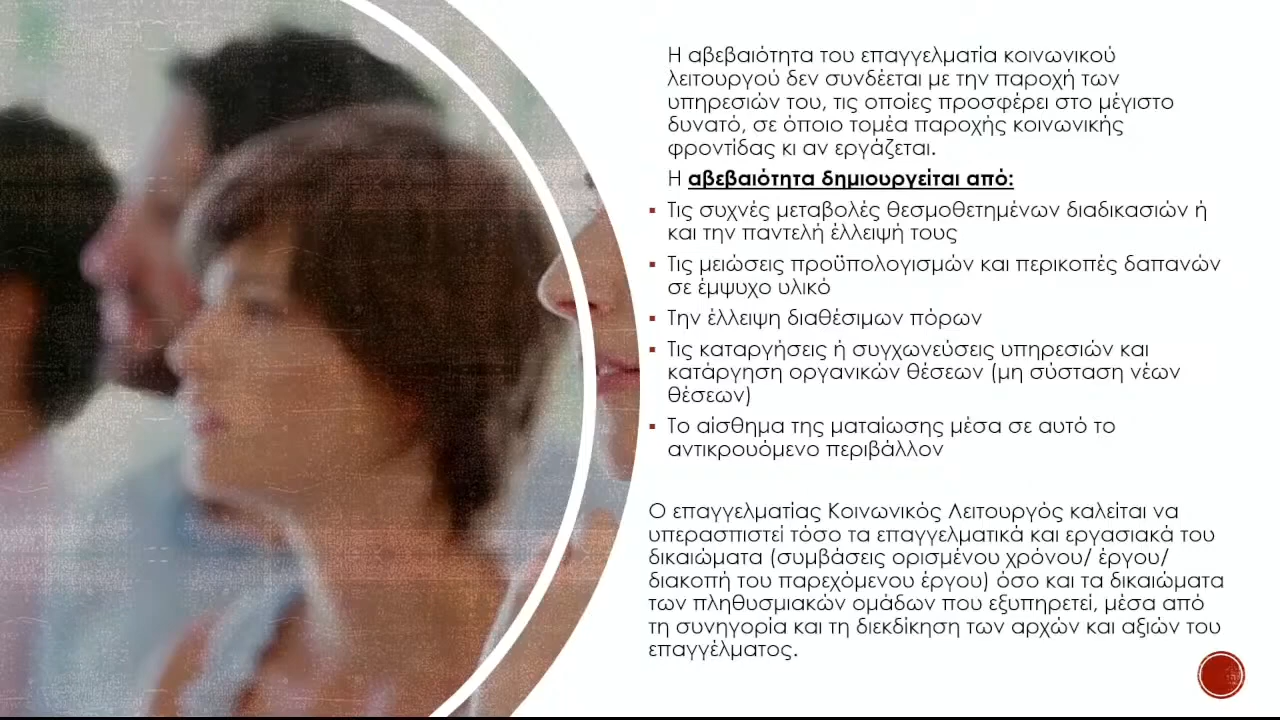 Η αβεβαιότητα του επαγγελματία κοινωνικού
λειτουργού δεν συνδέεται με την παροχή των
υπηρεσιών του, τις οποίες προσφέρει στο μέγιστο
δυνατό, σε όποιο τομέα παροχής κοινωνικής
φροντίδας κι αν εργάζεται.
Η αβεβαιότητα δημιουργείται από:
▪ Τις συχνές μεταβολές θεσμοθετημένων διαδικασιών ή
και την παντελή έλλειψή τους
▪ Τις μειώσεις προϋπολογισμών και περικοπές δαπανών
σε έμψυχο υλικό
▪ Την έλλειψη διαθέσιμων πόρων
▪ Τις καταργήσεις ή συγχωνεύσεις υπηρεσιών και
κατάργηση οργανικών θέσεων (μη σύσταση νέων
θέσεων)
▪ Το αίσθημα της ματαίωσης μέσα σε αυτό το
αντικρουόμενο περιβάλλον
Ο επαγγελματίας Κοινωνικός Λειτουργός καλείται να
υπερασπιστεί τόσο τα επαγγελματικά και εργασιακά του
δικαιώματα (συμβάσεις ορισμένου χρόνου/ έργου/
διακοπή του παρεχόμενου έργου) όσο και τα δικαιώματα
των πληθυσμιακών ομάδων που εξυπηρετεί, μέσα από
τη συνηγορία και τη διεκδίκηση των αρχών και αξιών του
επαγγέλματος.